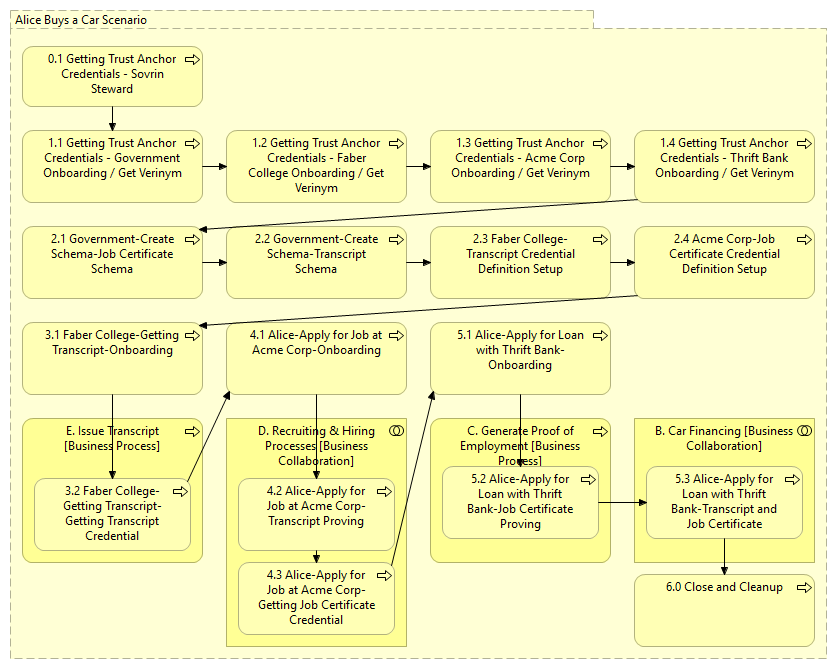 Alice Buys a Car Scenario
0.1 Getting Trust Anchor
Credentials - Sovrin
Steward
1.1 Getting Trust Anchor
Credentials - Government
Onboarding / Get Verinym
1.2 Getting Trust Anchor
Credentials - Faber
College Onboarding / Get
Verinym
1.3 Getting Trust Anchor
Credentials - Acme Corp
Onboarding / Get Verinym
1.4 Getting Trust Anchor
Credentials - Thrift Bank
Onboarding / Get Verinym
2.1 Government-Create
Schema-Job Certificate
Schema
2.2 Government-Create
Schema-Transcript
Schema
2.3 Faber College-
Transcript Credential
Definition Setup
2.4 Acme Corp-Job
Certificate Credential
Definition Setup
3.1 Faber College-Getting
Transcript-Onboarding
4.1 Alice-Apply for Job at
Acme Corp-Onboarding
5.1 Alice-Apply for Loan
with Thrift Bank-
Onboarding
E. Issue Transcript
[Business Process]
D. Recruiting & Hiring
Processes [Business
Collaboration]
C. Generate Proof of
Employment [Business
Process]
B. Car Financing [Business
Collaboration]
3.2 Faber College-
Getting Transcript-
Getting Transcript
Credential
4.2 Alice-Apply for
Job at Acme Corp-
Transcript Proving
5.2 Alice-Apply for
Loan with Thrift
Bank-Job Certificate
Proving
5.3 Alice-Apply for
Loan with Thrift
Bank-Transcript and
Job Certificate
4.3 Alice-Apply for
Job at Acme Corp-
Getting Job Certificate
Credential
6.0 Close and Cleanup